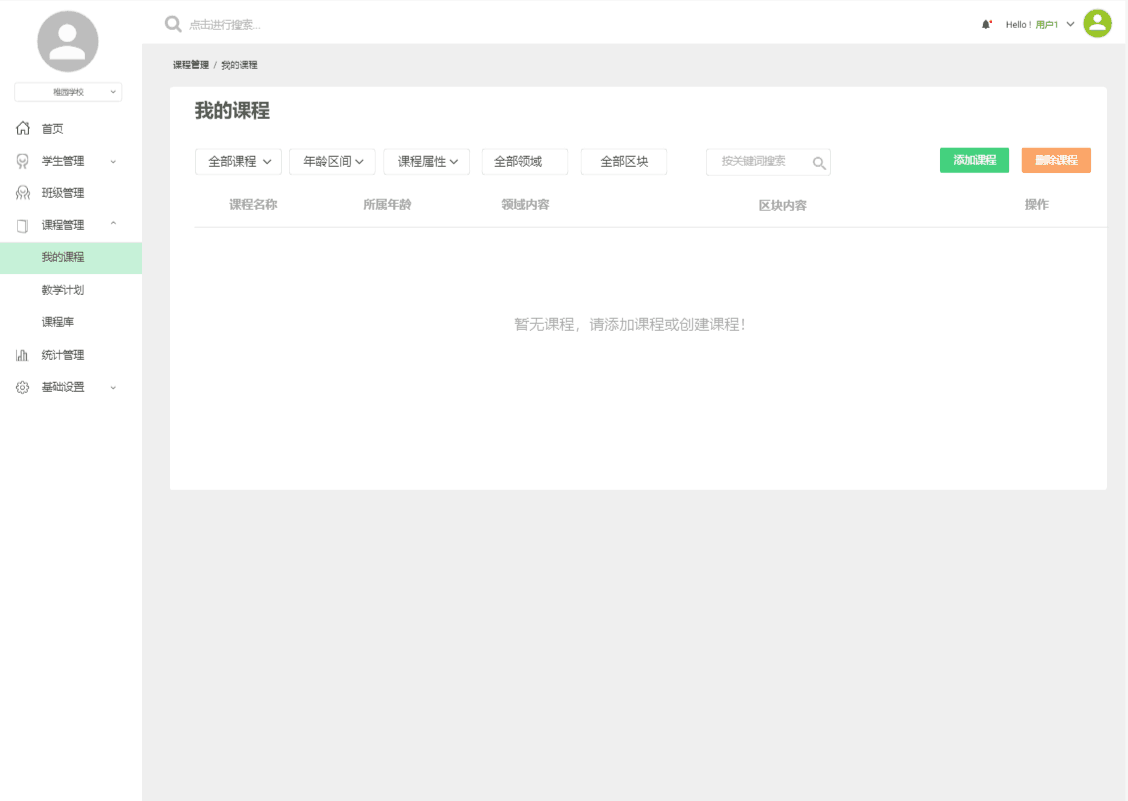 点击进行搜索...
Hello！用户1
课程管理 / 我的课程
首页
学生管理
班级管理
课程管理
我的课程
教学计划
课程库
统计管理
基础设置
我的课程
全部课程 年龄区间 课程属性 全部领域 全部区块 按关键词搜索 添加课程 删除课程
课程名称 所属年龄 领域内容 区块内容 操作
暂无课程，请添加课程或创建课程！